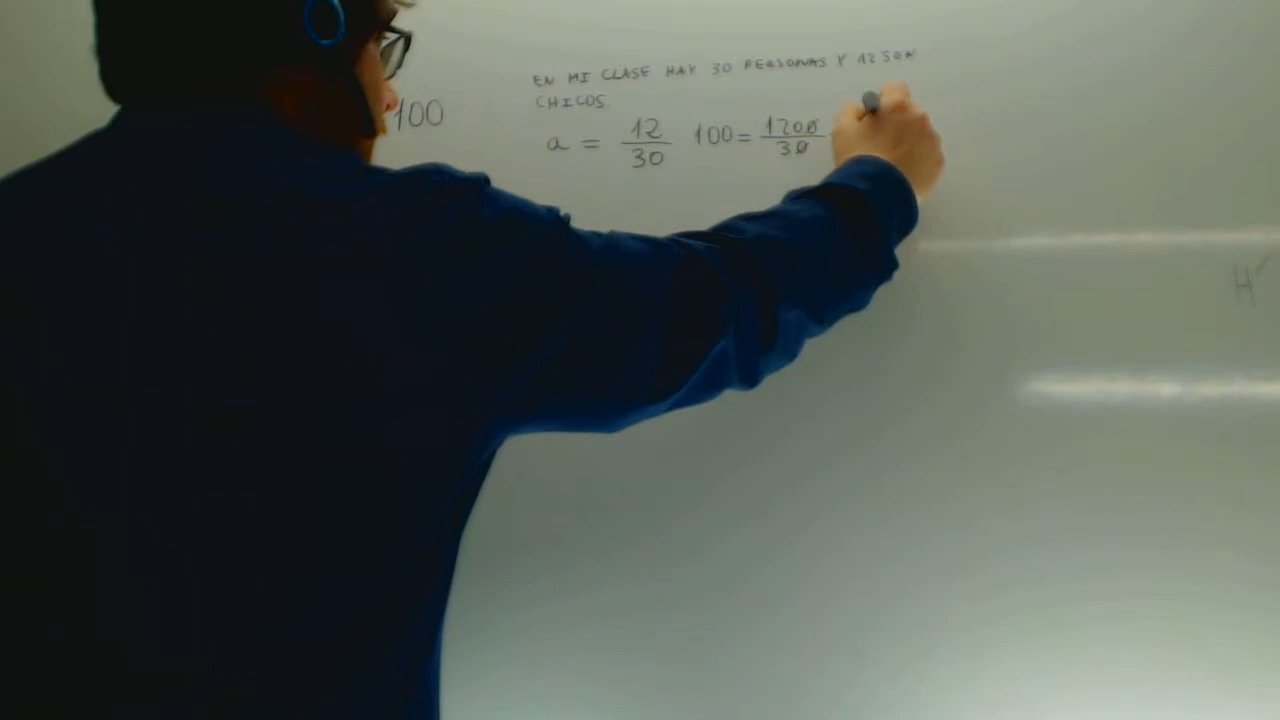 EN MI CLASE HAY 30 PERSONAS Y 12 SON
CHICOS
100
a = 12/30 100 = 1200/30
H